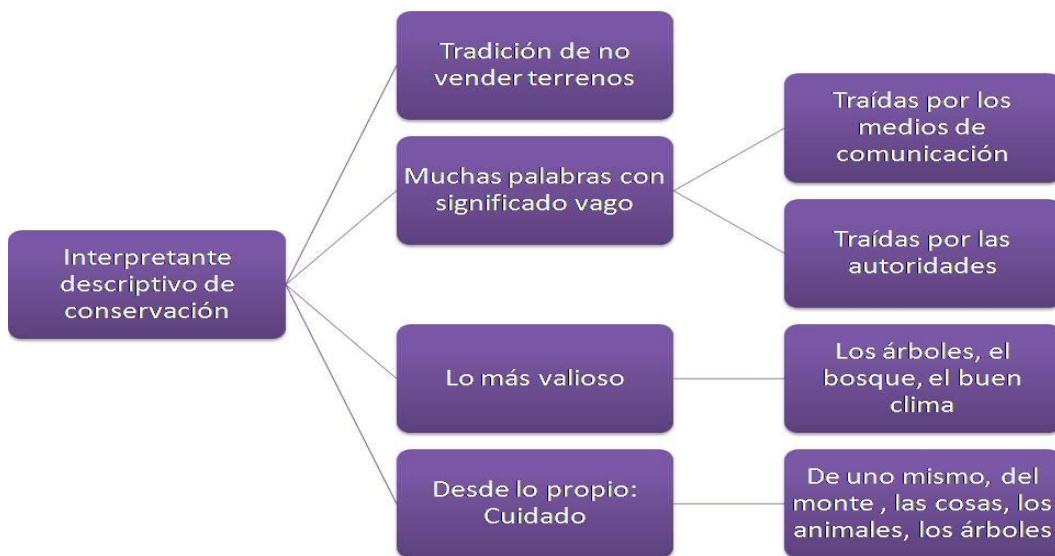 Tradición de no
vender terrenos
Traídas por los
medios de
comunicación
Muchas palabras con
significado vago
Traídas por las
autoridades
Interpretante
descriptivo de
conservación
Lo más valioso
Los árboles, el
bosque, el buen
clima
Desde lo propio:
Cuidado
De uno mismo, del
monte , las cosas, los
animales, los árboles